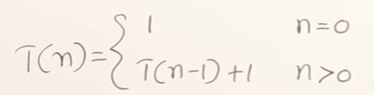 T(n)= { 1 n=0
T(n-1)+1 n>0